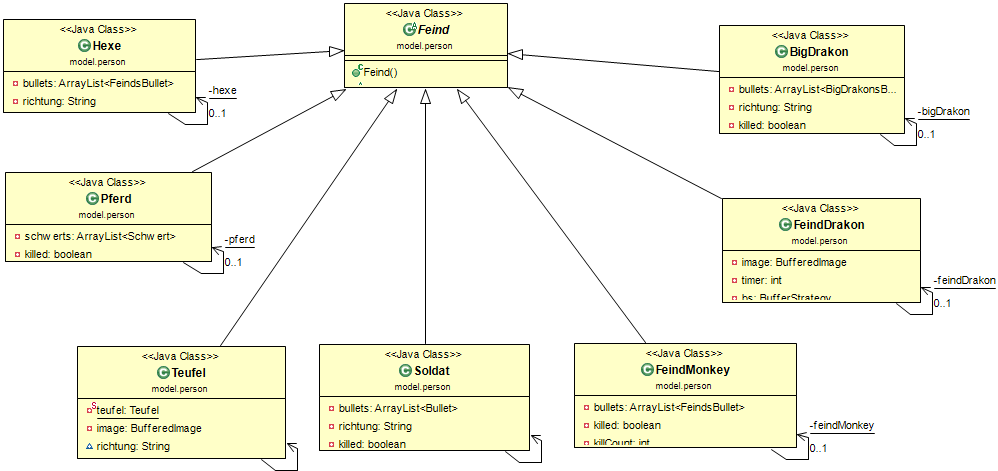 <<Java Class>>
Feind
model.person
Feind()
<<Java Class>>
Hexe
model.person
bullets: ArrayList<FeindsBullet>
richtung: String
-hexe
0..1
<<Java Class>>
BigDrakon
model.person
bullets: ArrayList<BigDrakonsB...
richtung: String
killed: boolean
-bigDrakon
0..1
<<Java Class>>
Pferd
model.person
schwerts: ArrayList<Schwert>
killed: boolean
-pferd
0..1
<<Java Class>>
FeindDrakon
model.person
image: BufferedImage
timer: int
bs: BufferStrategy
-feindDrakon
0..1
<<Java Class>>
Teufel
model.person
teufel: Teufel
image: BufferedImage
richtung: String
<<Java Class>>
Soldat
model.person
bullets: ArrayList<Bullet>
richtung: String
killed: boolean
<<Java Class>>
FeindMonkey
model.person
bullets: ArrayList<FeindsBullet>
killed: boolean
killCount: int
-feindMonkey
0..1